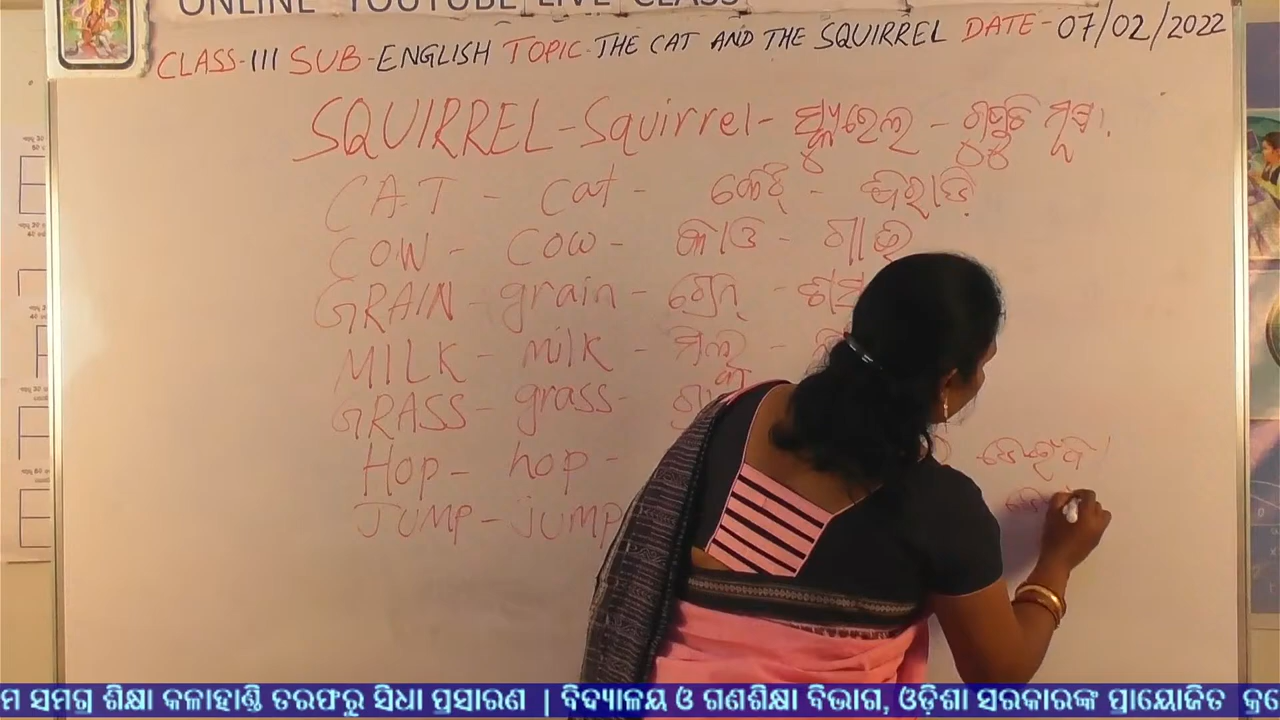 ONLINE YOUTUBE LIVE CLASS
CLASS-III SUB-ENGLISH TOPIC-THE CAT AND THE SQUIRREL DATE-07/02/2022
SQUIRREL-Squirrel- ସ୍କ୍ୟୁରେଲ - ଗୁଣ୍ଡୁଚି ମୂଷା
CAT - cat - କେଟ୍ - ବିରାଡ଼ି
COW - cow - କାଓ - ଗାଈ
GRAIN - grain - ଗ୍ରେନ୍ - ଶସ୍ୟ
MILK - milk - ମିଲ୍କ -
GRASS - grass-
Hop - hop -
JUMP - jump
ମ ସମଗ୍ର ଶିକ୍ଷା କଳାହାଣ୍ଡି ତରଫରୁ ସିଧା ପ୍ରସାରଣ | ବିଦ୍ୟାଳୟ ଓ ଗଣଶିକ୍ଷା ବିଭାଗ, ଓଡ଼ିଶା ସରକାରଙ୍କ ପ୍ରାୟୋଜିତ